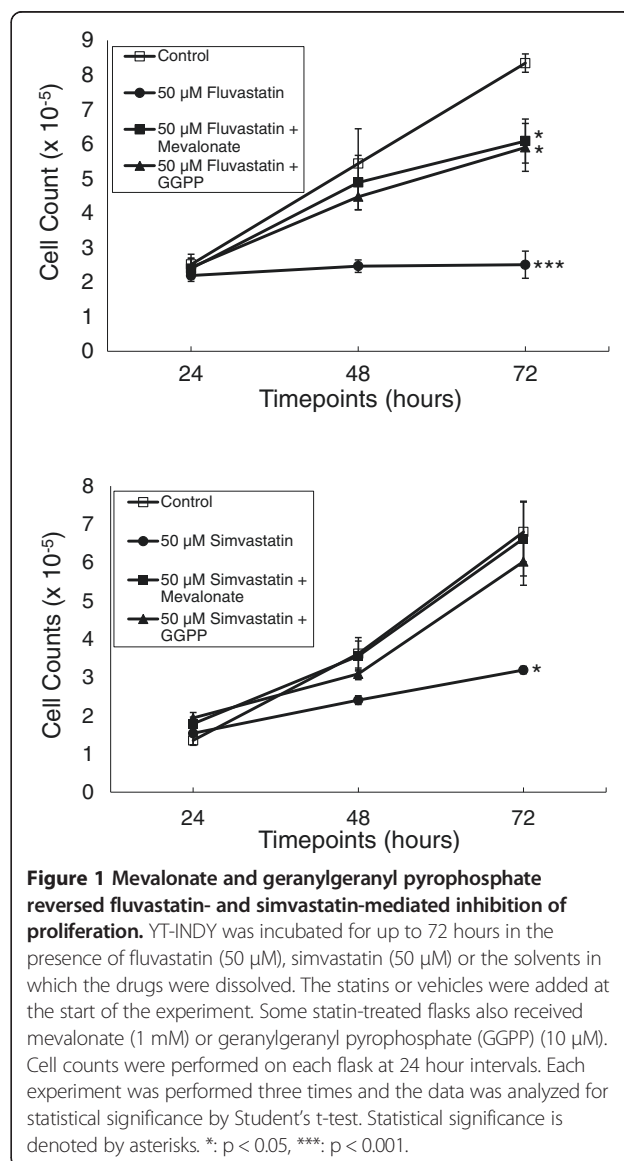 9
8
7
6
5
4
3
2
1
0
Cell Count (x 10-5)
Control
50 µM Fluvastatin
50 µM Fluvastatin +
Mevalonate
50 µM Fluvastatin +
GGPP
*
*
***
24 48 72
Timepoints (hours)
8
7
6
5
4
3
2
1
0
Cell Counts (x 10-5)
Control
50 µM Simvastatin
50 µM Simvastatin +
Mevalonate
50 µM Simvastatin +
GGPP
*
24 48 72
Timepoints (hours)
Figure 1 Mevalonate and geranylgeranyl pyrophosphate
reversed fluvastatin- and simvastatin-mediated inhibition of
proliferation. YT-INDY was incubated for up to 72 hours in the
presence of fluvastatin (50 µM), simvastatin (50 µM) or the solvents in
which the drugs were dissolved. The statins or vehicles were added at
the start of the experiment. Some statin-treated flasks also received
mevalonate (1 mM) or geranylgeranyl pyrophosphate (GGPP) (10 µM).
Cell counts were performed on each flask at 24 hour intervals. Each
experiment was performed three times and the data was analyzed for
statistical significance by Student's t-test. Statistical significance is
denoted by asterisks. *: p < 0.05, ***: p < 0.001.